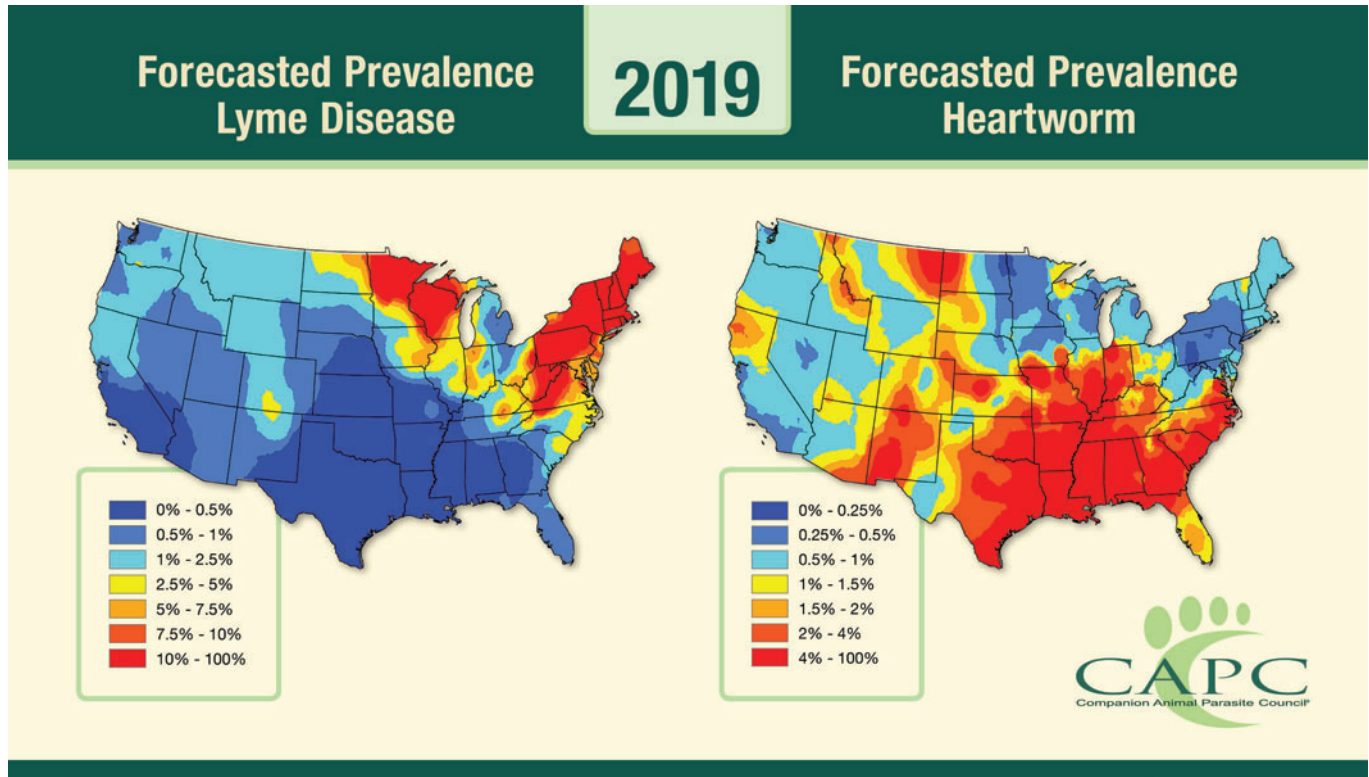 Forecasted Prevalence
Lyme Disease
2019
Forecasted Prevalence
Heartworm
0% - 0.5%
0.5% - 1%
1% - 2.5%
2.5% - 5%
5% - 7.5%
7.5% - 10%
10% - 100%
0% - 0.25%
0.25% - 0.5%
0.5% - 1%
1% - 1.5%
1.5% - 2%
2% - 4%
4% - 100%
CAPC
Companion Animal Parasite Council®